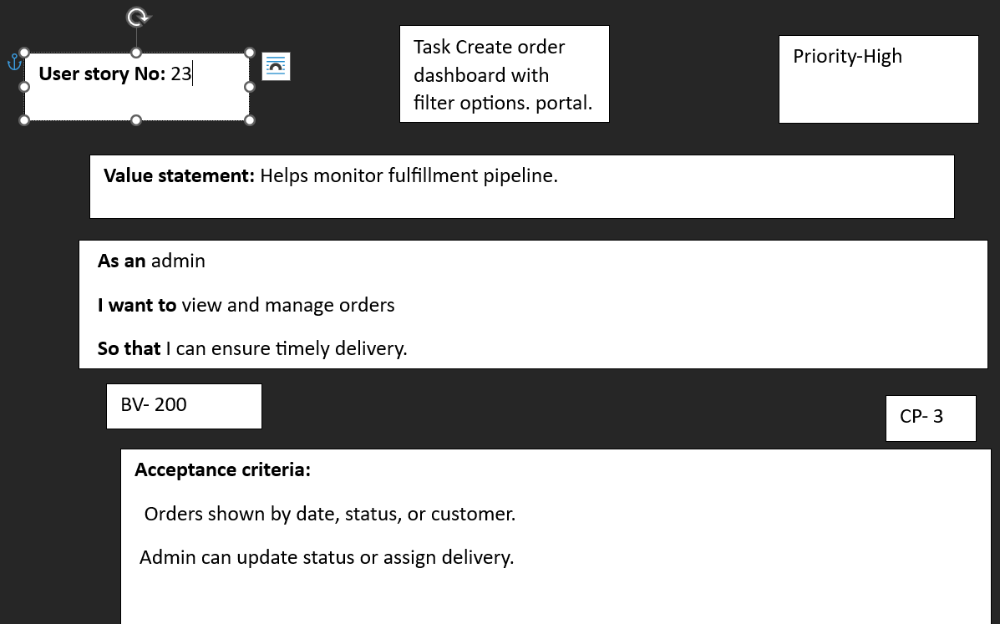 User story No: 23
Task Create order
dashboard with
filter options. portal.
Priority-High
Value statement: Helps monitor fulfillment pipeline.
As an admin
I want to view and manage orders
So that I can ensure timely delivery.
BV- 200
CP- 3
Acceptance criteria:
Orders shown by date, status, or customer.
Admin can update status or assign delivery.